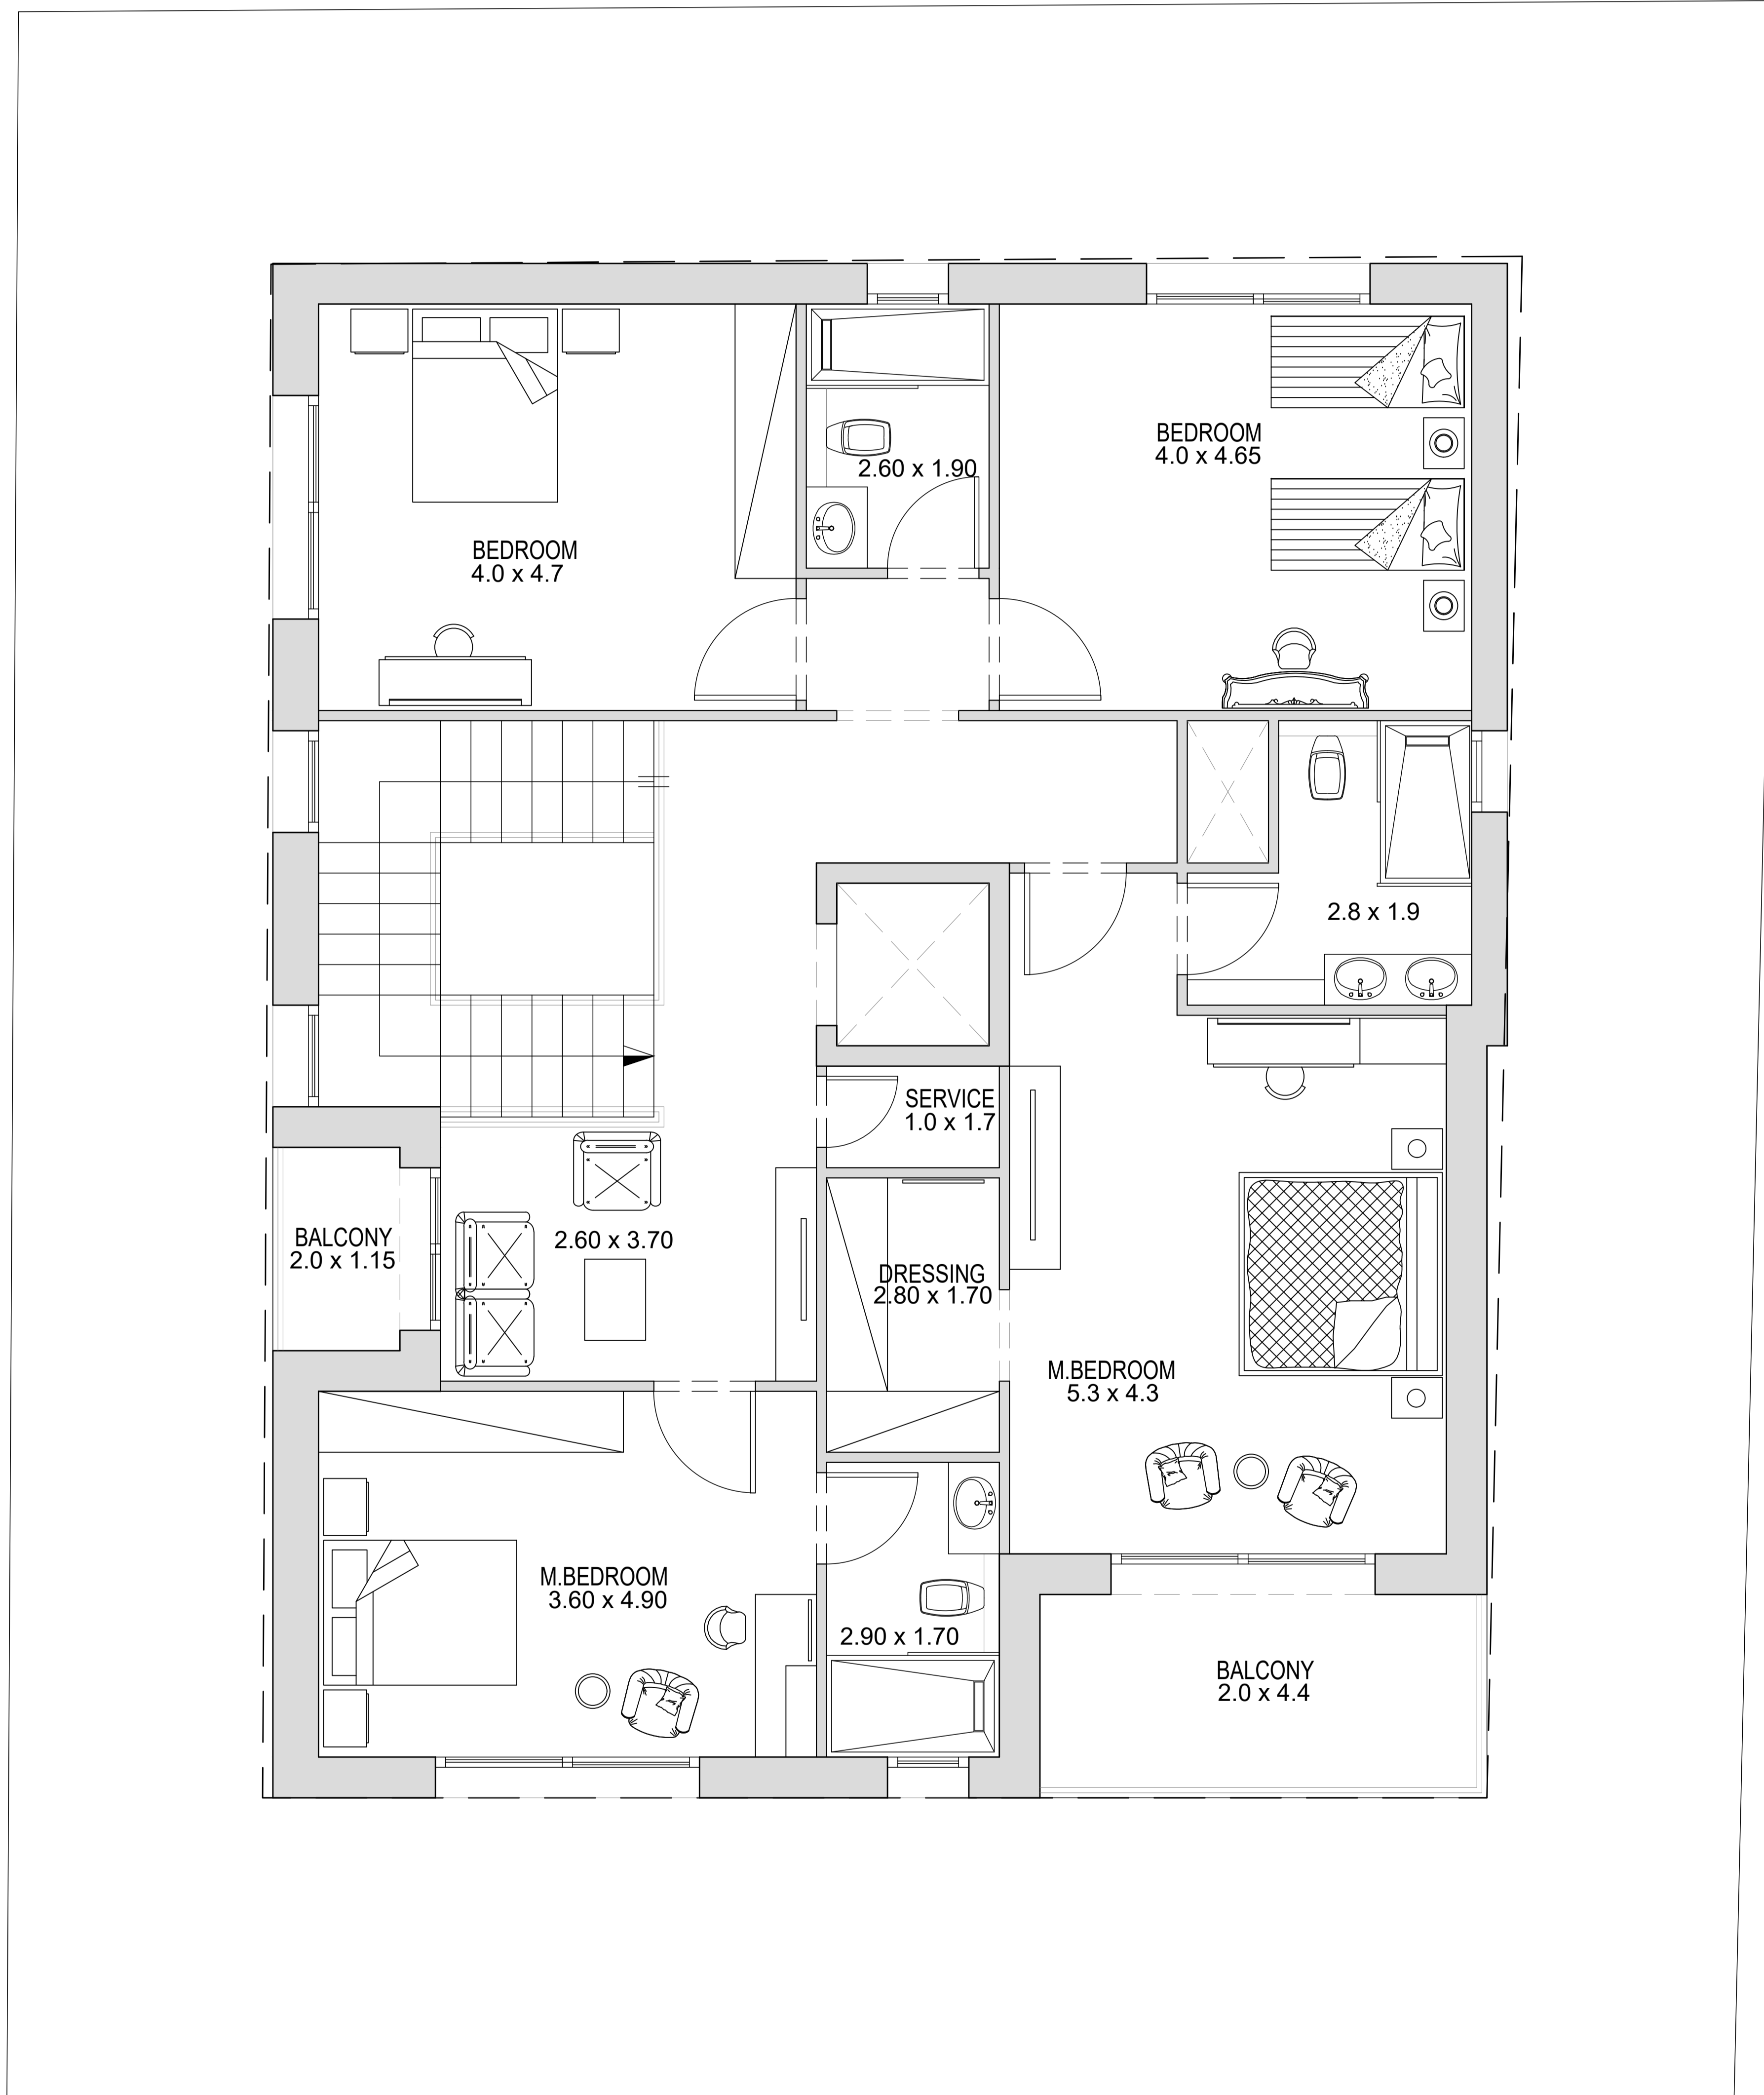 BEDROOM
4.0 x 4.65
2.60 x 1.90
BEDROOM
4.0 x 4.7
2.8 x 1.9
SERVICE
1.0 x 1.7
BALCONY
2.0 x 1.15
2.60 x 3.70
DRESSING
2.80 x 1.70
M.BEDROOM
5.3 x 4.3
M.BEDROOM
3.60 x 4.90
2.90 x 1.70
BALCONY
2.0 x 4.4